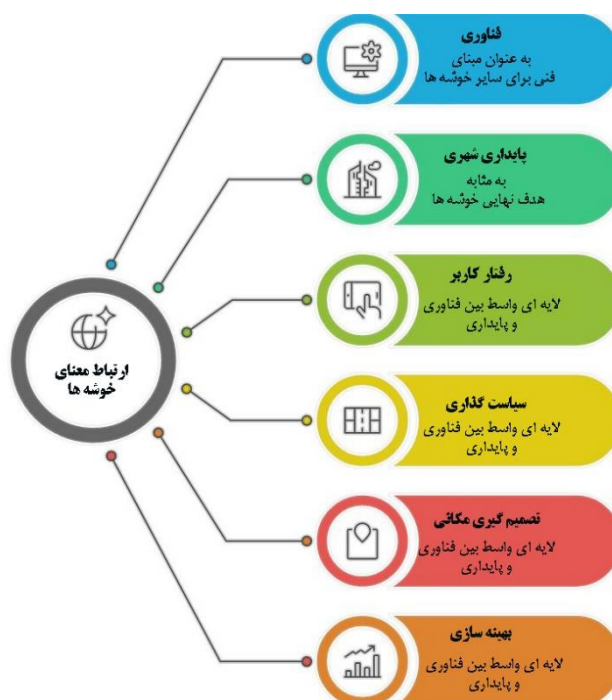 فناوری
به عنوان مبنای
فنی برای سایر خوشه ها
پایداری شهری
به مثابه
هدف نهایی خوشه ها
رفتار کاربر
لایه ای واسط بین فناوری
و پایداری
ارتباط معنای
خوشه ها
سیاست گذاری
لایه ای واسط بین فناوری
و پایداری
تصمیم گیری مکانی
لایه ای واسط بین فناوری
و پایداری
بهینه سازی
لایه ای واسط بین فناوری
و پایداری